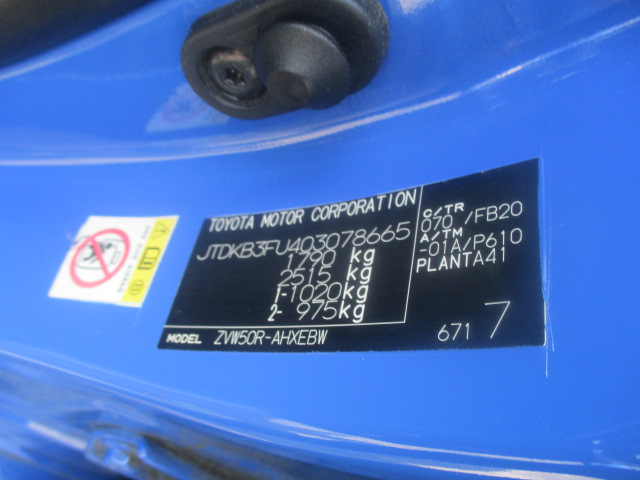 TOYOTA MOTOR CORPORATION
JTDKB3FU403078665
1790 kg
2515 kg
1-1020kg
2- 975kg
MODEL ZVW50R-AHXEBW
C/TR
070 /FB20
A/TM
-01A/P610
PLANTA41
671 7